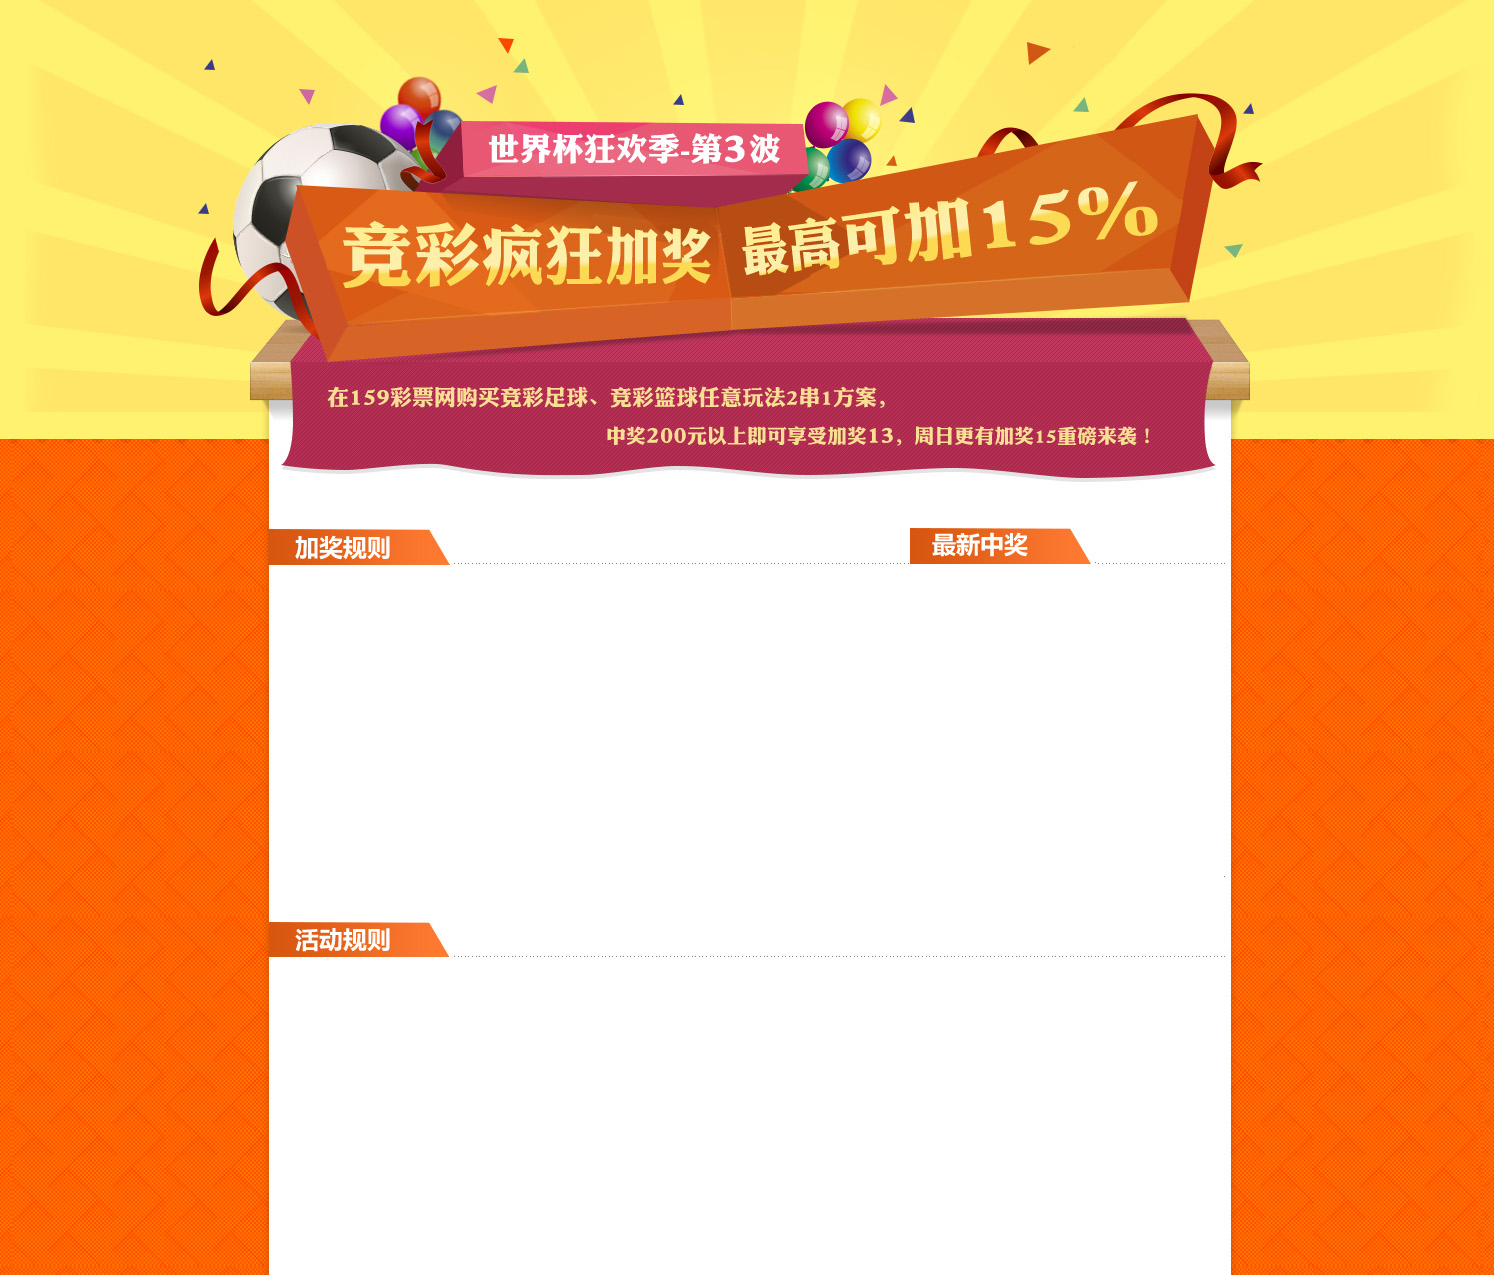 世界杯狂欢季-第3波
竞彩疯狂加奖 最高可加15%
在159彩票网购买竞彩足球、竞彩篮球任意玩法2串1方案，
中奖200元以上即可享受加奖13，周日更有加奖15重磅来袭！
加奖规则
最新中奖
活动规则